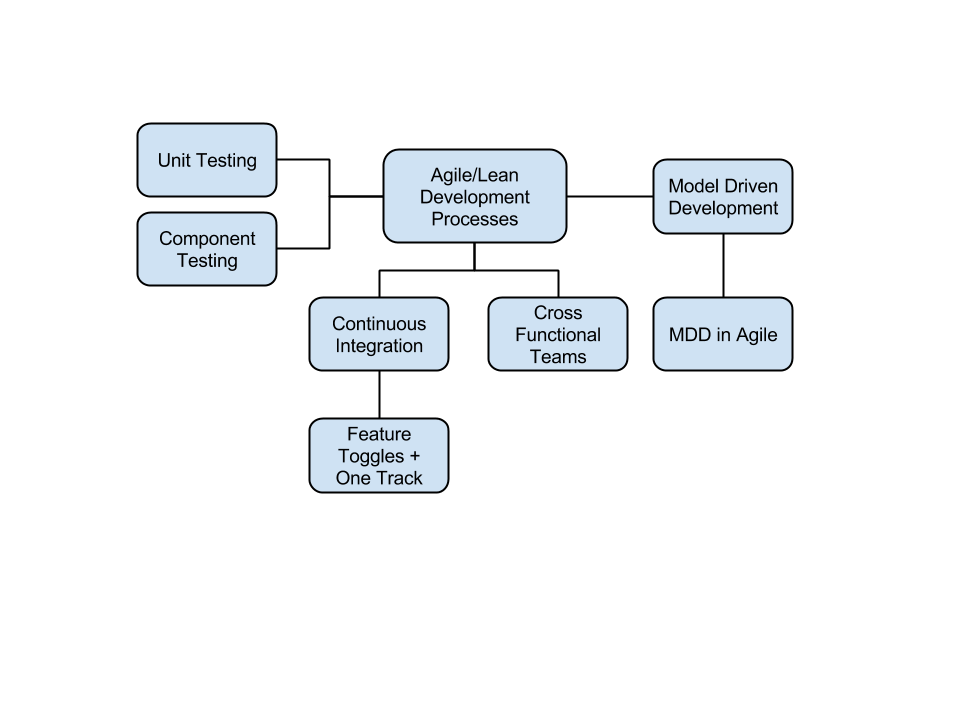 Unit Testing
Component
Testing
Agile/Lean
Development
Processes
Model Driven
Development
Continuous
Integration
Cross
Functional
Teams
MDD in Agile
Feature
Toggles +
One Track